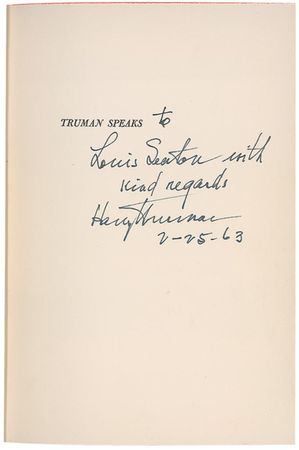 TRUMAN SPEAKS to
Louis Seaton with
kind regards
Harry Truman
2-25-63